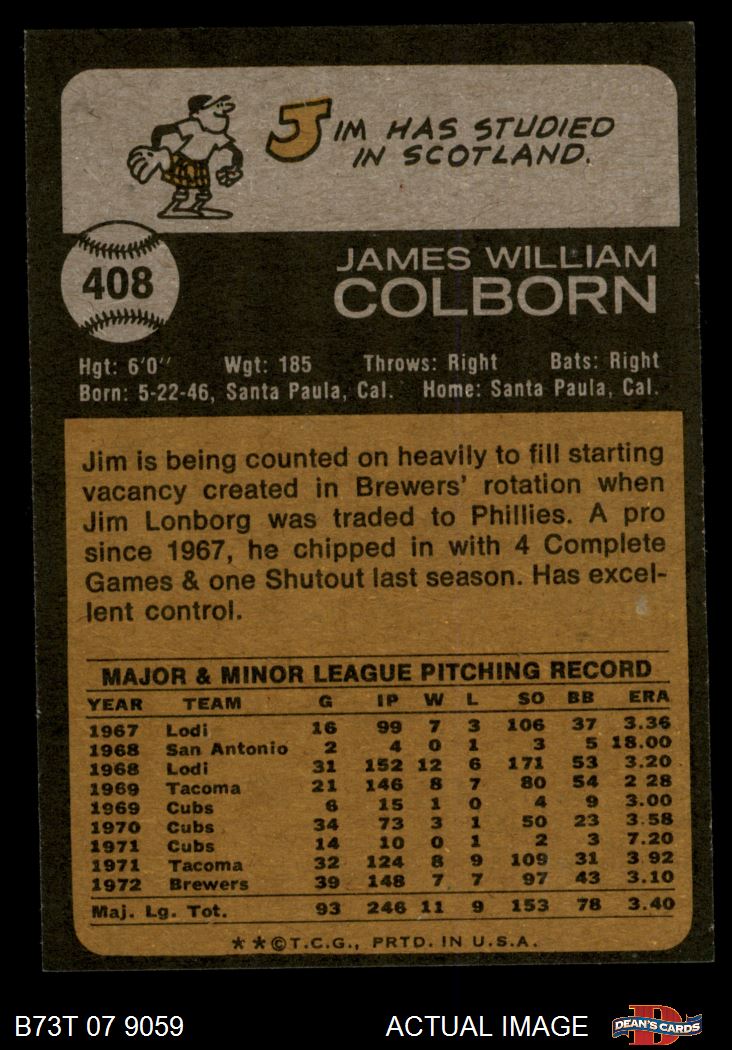 JIM HAS STUDIED
IN SCOTLAND.
408
JAMES WILLIAM
COLBORN
Hgt: 6'0" Wgt: 185 Throws: Right Bats: Right
Born: 5-22-46, Santa Paula, Cal. Home: Santa Paula, Cal.
Jim is being counted on heavily to fill starting
vacancy created in Brewers' rotation when
Jim Lonborg was traded to Phillies. A pro
since 1967, he chipped in with 4 Complete
Games & one Shutout last season. Has excel-
lent control.
MAJOR & MINOR LEAGUE PITCHING RECORD
YEAR TEAM G IP W L SO BB ERA
1967 Lodi 16 99 7 3 106 37 3.36
1968 San Antonio 2 4 0 1 3 5 18.00
1968 Lodi 31 152 12 6 171 53 3.20
1969 Tacoma 21 146 8 7 80 54 2 28
1969 Cubs 6 15 1 0 4 9 3.00
1970 Cubs 34 73 3 1 50 23 3.58
1971 Cubs 14 10 0 1 2 3 7.20
1971 Tacoma 32 124 8 9 109 31 3 92
1972 Brewers 39 148 7 7 97 43 3.10
Maj. Lg. Tot. 93 246 11 9 153 78 3.40
★ ★ © T.C.G., PRTD. IN U.S.A.
B73T 07 9059 ACTUAL IMAGE D DEAN'S CARDS